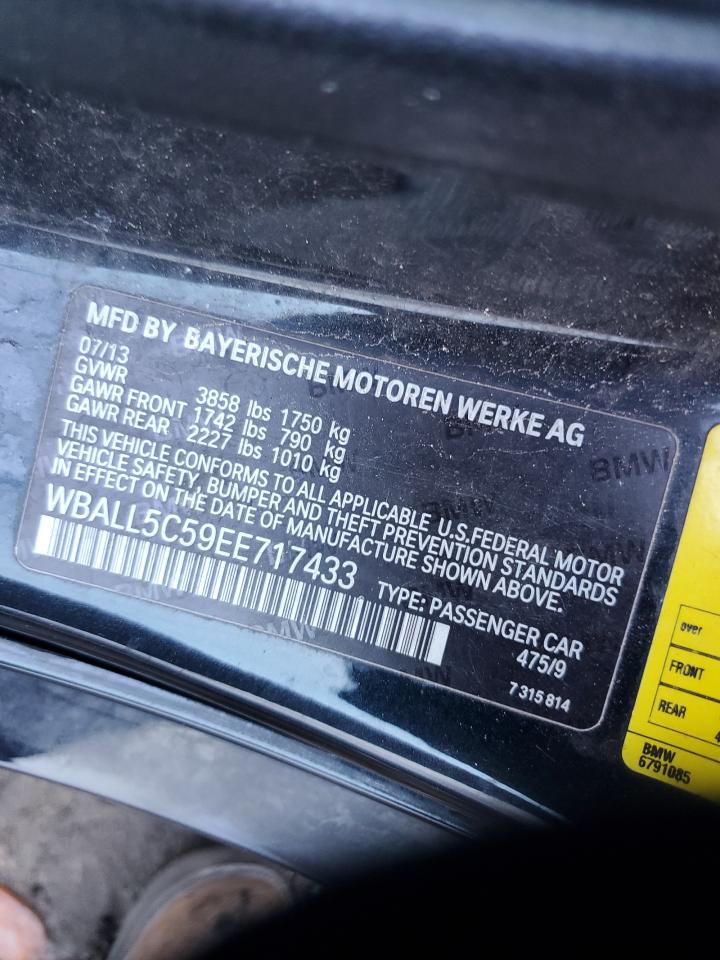 MFD BY BAYERISCHE MOTOREN WERKE AG
07/13
GVWR 3858 lbs 1750 kg
GAWR FRONT 1742 lbs 790 kg
GAWR REAR 2227 lbs 1010 kg
THIS VEHICLE CONFORMS TO ALL APPLICABLE U.S.FEDERAL MOTOR
VEHICLE SAFETY, BUMPER AND THEFT PREVENTION STANDARDS
IN EFFECT ON THE DATE OF MANUFACTURE SHOWN ABOVE.
WBALL5C59EE717433
TYPE: PASSENGER CAR
475/9
7 315 814
BMW
BMW
over
FRONT
REAR
BMW
6791085